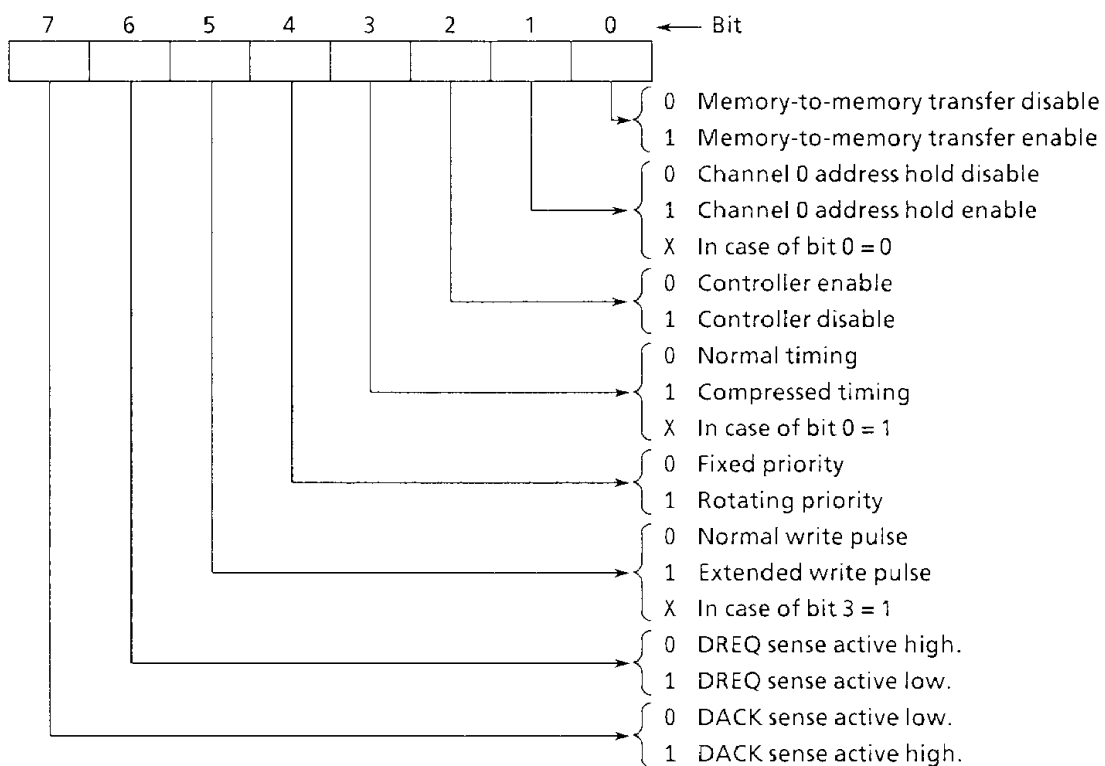 7 6 5 4 3 2 1 0 ← Bit
0 Memory-to-memory transfer disable
1 Memory-to-memory transfer enable
0 Channel 0 address hold disable
1 Channel 0 address hold enable
X In case of bit 0 = 0
0 Controller enable
1 Controller disable
0 Normal timing
1 Compressed timing
X In case of bit 0 = 1
0 Fixed priority
1 Rotating priority
0 Normal write pulse
1 Extended write pulse
X In case of bit 3 = 1
0 DREQ sense active high.
1 DREQ sense active low.
0 DACK sense active low.
1 DACK sense active high.